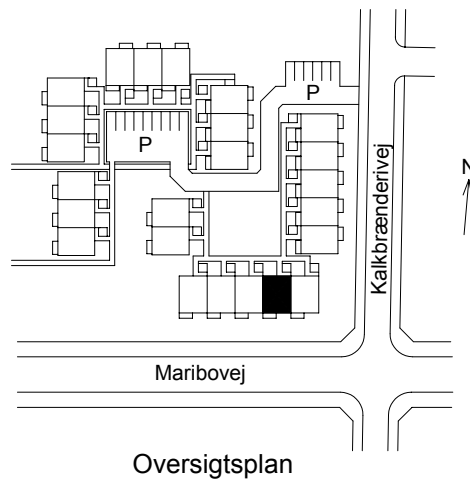 P
P
N
Kalkbrænderivej
Maribovej
Oversigtsplan